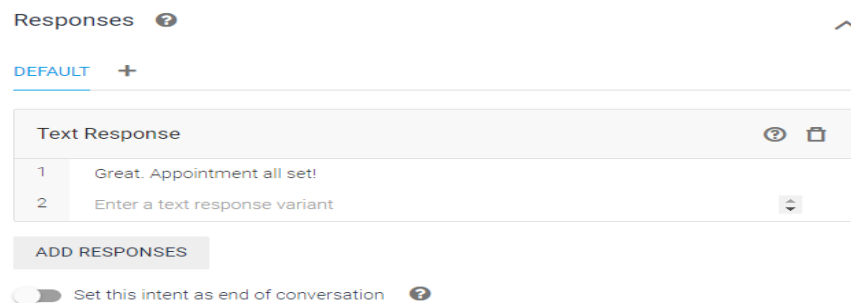 Responses
DEFAULT
Text Response
1 Great. Appointment all set!
2 Enter a text response variant
ADD RESPONSES
Set this intent as end of conversation